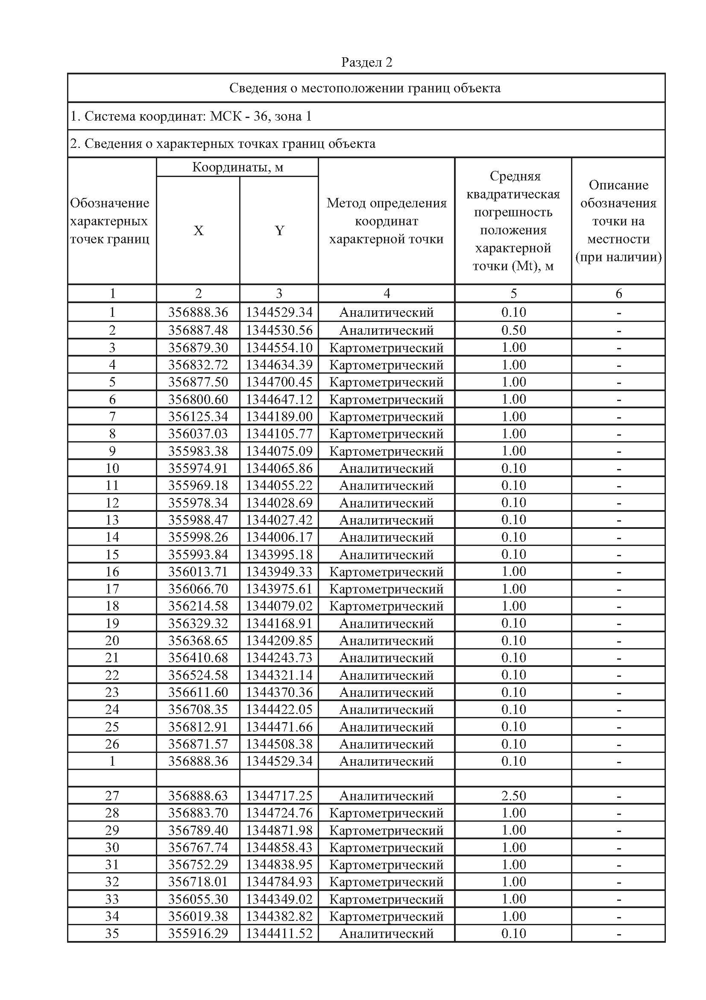 Раздел 2
Сведения о местоположении границ объекта
1. Система координат: МСК - 36, зона 1
2. Сведения о характерных точках границ объекта
Обозначение
характерных
точек границ
Координаты, м
X
Y
Метод определения
координат
характерной точки
Средняя
квадратическая
погрешность
положения
характерной
точки (Mt), м
Описание
обозначения
точки на
местности
(при наличии)
1 2 3 4 5 6
1 356888.36 1344529.34 Аналитический 0.10 -
2 356887.48 1344530.56 Аналитический 0.50 -
3 356879.30 1344554.10 Картометрический 1.00 -
4 356832.72 1344634.39 Картометрический 1.00 -
5 356877.50 1344700.45 Картометрический 1.00 -
6 356800.60 1344647.12 Картометрический 1.00 -
7 356125.34 1344189.00 Картометрический 1.00 -
8 356037.03 1344105.77 Картометрический 1.00 -
9 355983.38 1344075.09 Картометрический 1.00 -
10 355974.91 1344065.86 Аналитический 0.10 -
11 355969.18 1344055.22 Аналитический 0.10 -
12 355978.34 1344028.69 Аналитический 0.10 -
13 355988.47 1344027.42 Аналитический 0.10 -
14 355998.26 1344006.17 Аналитический 0.10 -
15 355993.84 1343995.18 Аналитический 0.10 -
16 356013.71 1343949.33 Картометрический 1.00 -
17 356066.70 1343975.61 Картометрический 1.00 -
18 356214.58 1344079.02 Картометрический 1.00 -
19 356329.32 1344168.91 Аналитический 0.10 -
20 356368.65 1344209.85 Аналитический 0.10 -
21 356410.68 1344243.73 Аналитический 0.10 -
22 356524.58 1344321.14 Аналитический 0.10 -
23 356611.60 1344370.36 Аналитический 0.10 -
24 356708.35 1344422.05 Аналитический 0.10 -
25 356812.91 1344471.66 Аналитический 0.10 -
26 356871.57 1344508.38 Аналитический 0.10 -
1 356888.36 1344529.34 Аналитический 0.10 -
27 356888.63 1344717.25 Аналитический 2.50 -
28 356883.70 1344724.76 Картометрический 1.00 -
29 356789.40 1344871.98 Картометрический 1.00 -
30 356767.74 1344858.43 Картометрический 1.00 -
31 356752.29 1344838.95 Картометрический 1.00 -
32 356718.01 1344784.93 Картометрический 1.00 -
33 356055.30 1344349.02 Картометрический 1.00 -
34 356019.38 1344382.82 Картометрический 1.00 -
35 355916.29 1344411.52 Аналитический 0.10 -